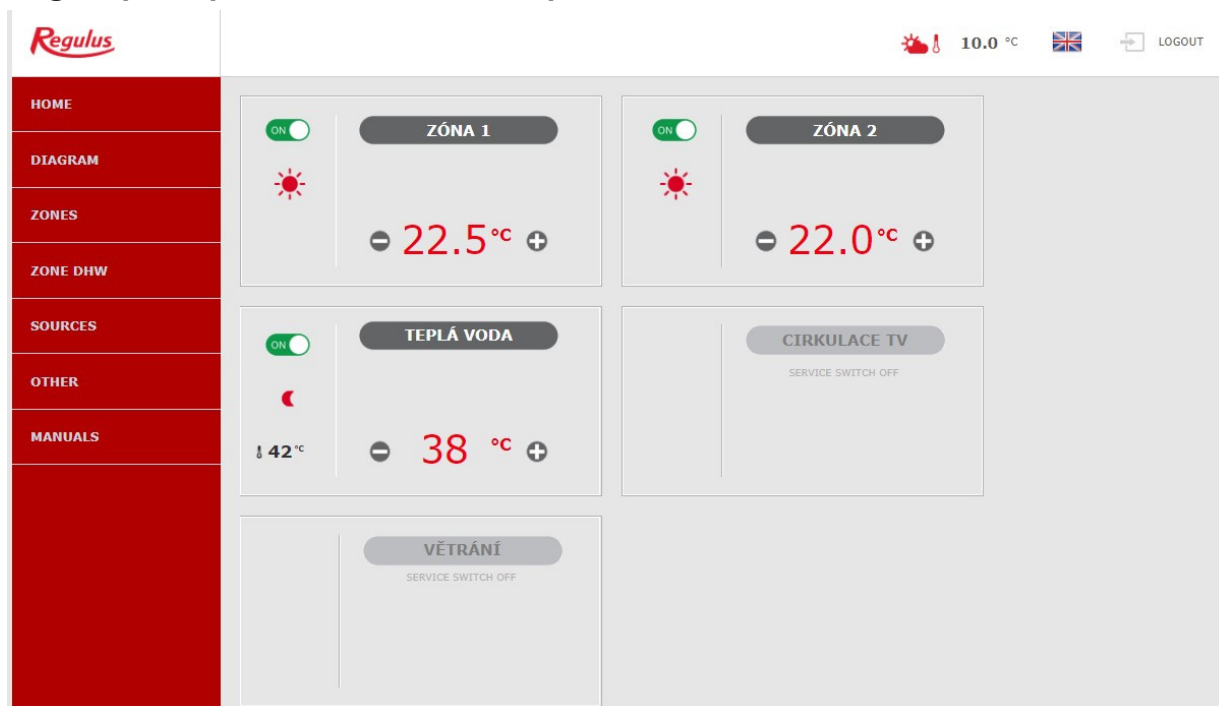 Regulus
10.0 °C
LOGOUT
HOME
DIAGRAM
ZONES
ZONE DHW
SOURCES
OTHER
MANUALS
ON
ZÓNA 1
22.5 °C
ON
ZÓNA 2
22.0 °C
ON
TEPLÁ VODA
42 °C
38 °C
CIRKULACE TV
SERVICE SWITCH OFF
VĚTRÁNÍ
SERVICE SWITCH OFF